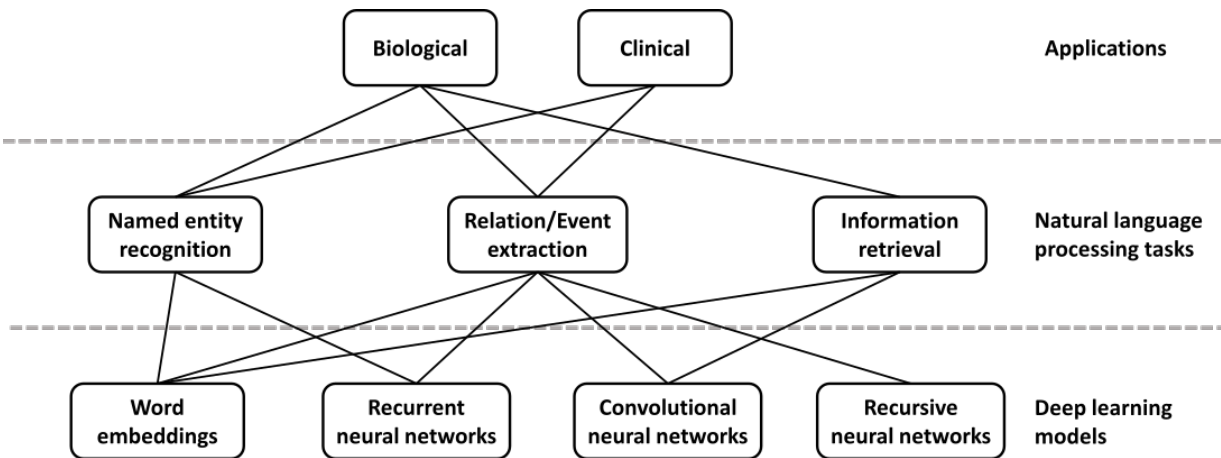 Biological
Clinical
Applications
Named entity
recognition
Relation/Event
extraction
Information
retrieval
Natural language
processing tasks
Word
embeddings
Recurrent
neural networks
Convolutional
neural networks
Recursive
neural networks
Deep learning
models